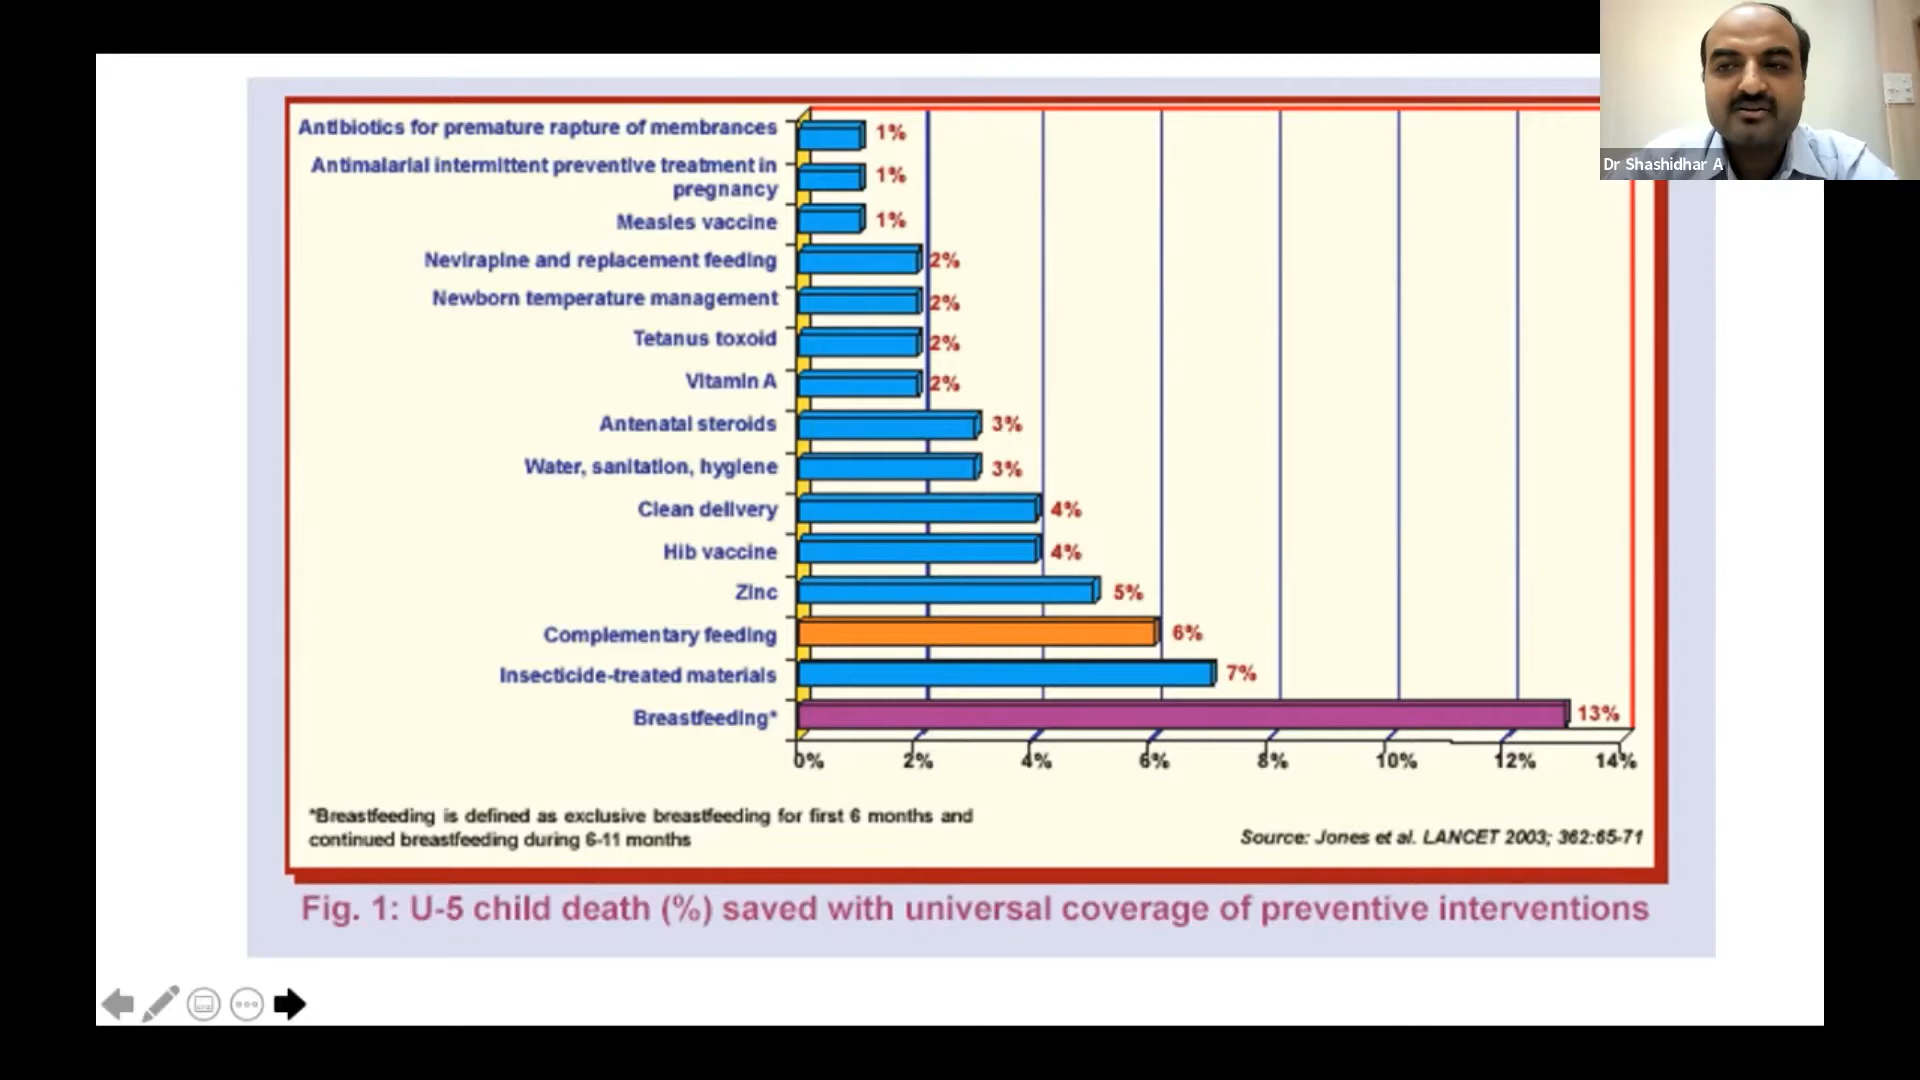 Dr Shashidhar A
Antibiotics for premature rapture of membrances
1%
Antimalarial intermittent preventive treatment in
pregnancy
1%
Measles vaccine
1%
Nevirapine and replacement feeding
2%
Newborn temperature management
2%
Tetanus toxoid
2%
Vitamin A
2%
Antenatal steroids
3%
Water, sanitation, hygiene
3%
Clean delivery
4%
Hib vaccine
4%
Zinc
5%
Complementary feeding
6%
Insecticide-treated materials
7%
Breastfeeding*
13%
0% 2% 4% 6% 8% 10% 12% 14%
*Breastfeeding is defined as exclusive breastfeeding for first 6 months and
continued breastfeeding during 6-11 months
Source: Jones et al. LANCET 2003; 362:65-71
Fig. 1: U-5 child death (%) saved with universal coverage of preventive interventions